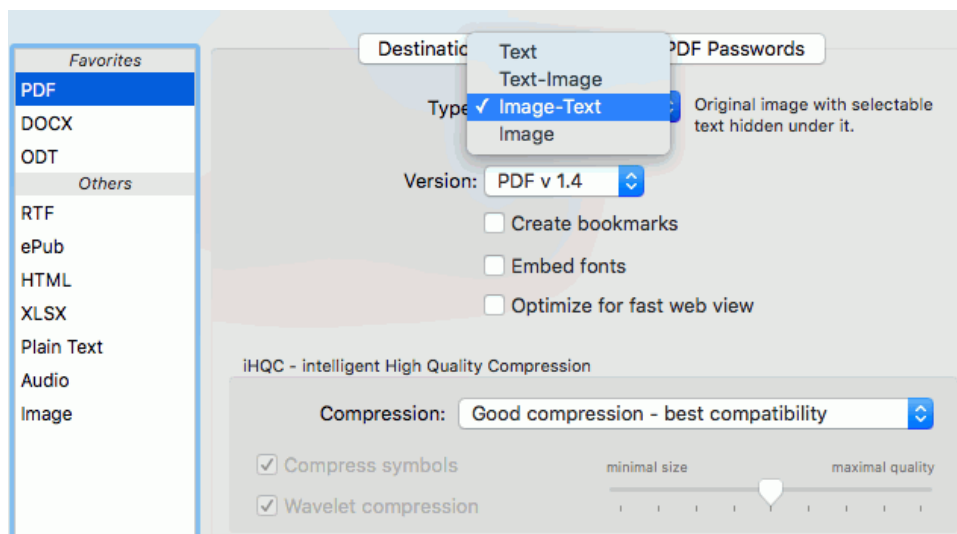 Favorites
PDF
DOCX
ODT
Others
RTF
ePub
HTML
XLSX
Plain Text
Audio
Image
PDF Passwords
Text
Text-Image
✓ Image-Text
Image
Original image with selectable
text hidden under it.
Version: PDF v 1.4
Create bookmarks
Embed fonts
Optimize for fast web view
iHQC - intelligent High Quality Compression
Compression: Good compression - best compatibility
Compress symbols
minimal size maximal quality
Wavelet compression